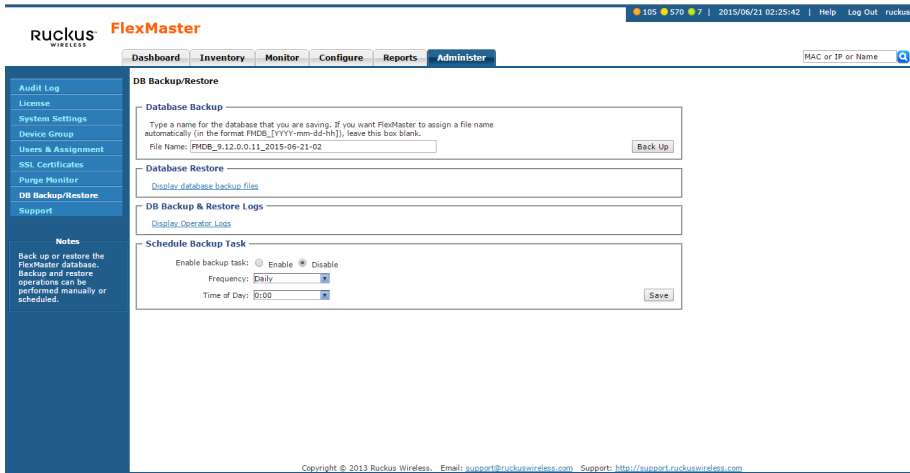 105 570 7 | 2015/06/21 02:25:42 | Help Log Out ruckus
Ruckus WIRELESS
FlexMaster
Dashboard Inventory Monitor Configure Reports Administer
MAC or IP or Name
Audit Log
License
System Settings
Device Group
Users & Assignment
SSL Certificates
Purge Monitor
DB Backup/Restore
Support
Notes
Back up or restore the
FlexMaster database.
Backup and restore
operations can be
performed manually or
scheduled.
DB Backup/Restore
Database Backup
Type a name for the database that you are saving. If you want FlexMaster to assign a file name
automatically (in the format FMDB_[YYYY-mm-dd-hh]), leave this box blank.
File Name: FMDB_9.12.0.0.11_2015-06-21-02 Back Up
Database Restore
Display database backup files
DB Backup & Restore Logs
Display Operator Logs
Schedule Backup Task
Enable backup task: Enable Disable
Frequency: Daily
Time of Day: 0:00 Save
Copyright © 2013 Ruckus Wireless. Email: support@ruckuswireless.com Support: http://support.ruckuswireless.com